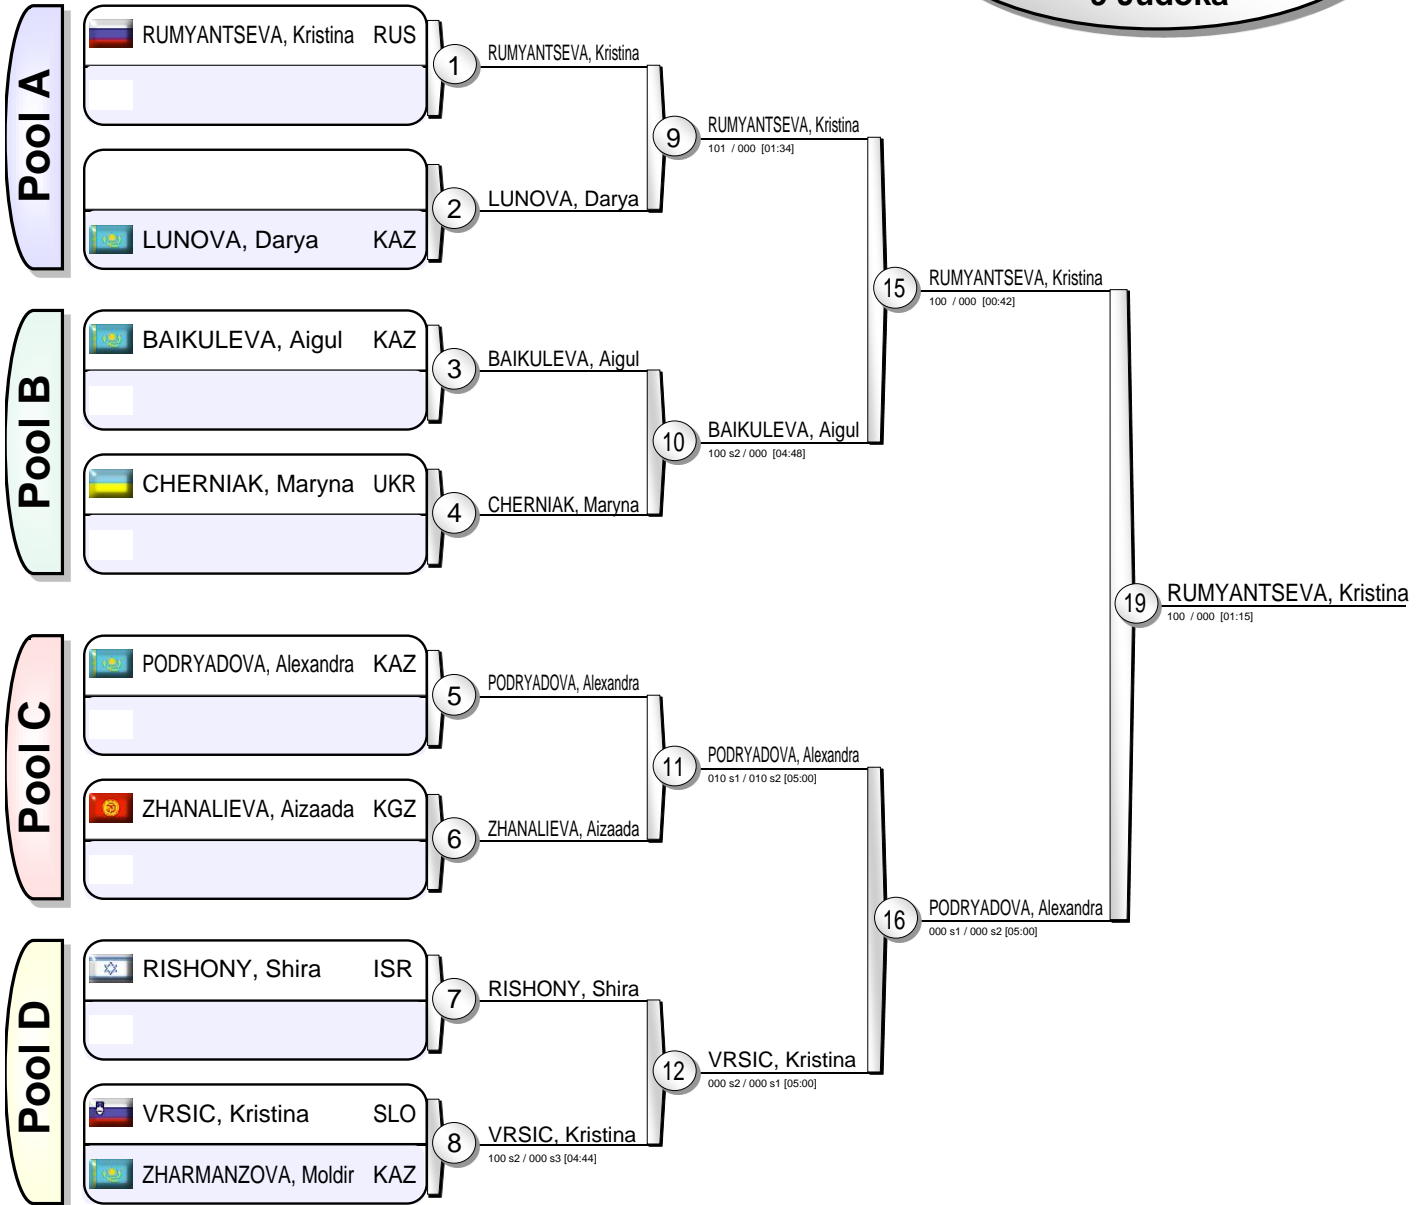 9 Judoka
Pool A
RUMYANTSEVA, Kristina RUS
1
RUMYANTSEVA, Kristina
9
RUMYANTSEVA, Kristina
101 / 000 [01:34]
2
LUNOVA, Darya
LUNOVA, Darya KAZ
15
RUMYANTSEVA, Kristina
100 / 000 [00:42]
Pool B
BAIKULEVA, Aigul KAZ
3
BAIKULEVA, Aigul
10
BAIKULEVA, Aigul
100 s2 / 000 [04:48]
CHERNIAK, Maryna UKR
4
CHERNIAK, Maryna
19
RUMYANTSEVA, Kristina
100 / 000 [01:15]
Pool C
PODRYADOVA, Alexandra KAZ
5
PODRYADOVA, Alexandra
11
PODRYADOVA, Alexandra
010 s1 / 010 s2 [05:00]
ZHANALIEVA, Aizaada KGZ
6
ZHANALIEVA, Aizaada
16
PODRYADOVA, Alexandra
000 s1 / 000 s2 [05:00]
Pool D
RISHONY, Shira ISR
7
RISHONY, Shira
12
VRSIC, Kristina
000 s2 / 000 s1 [05:00]
VRSIC, Kristina SLO
8
VRSIC, Kristina
100 s2 / 000 s3 [04:44]
ZHARMANZOVA, Moldir KAZ